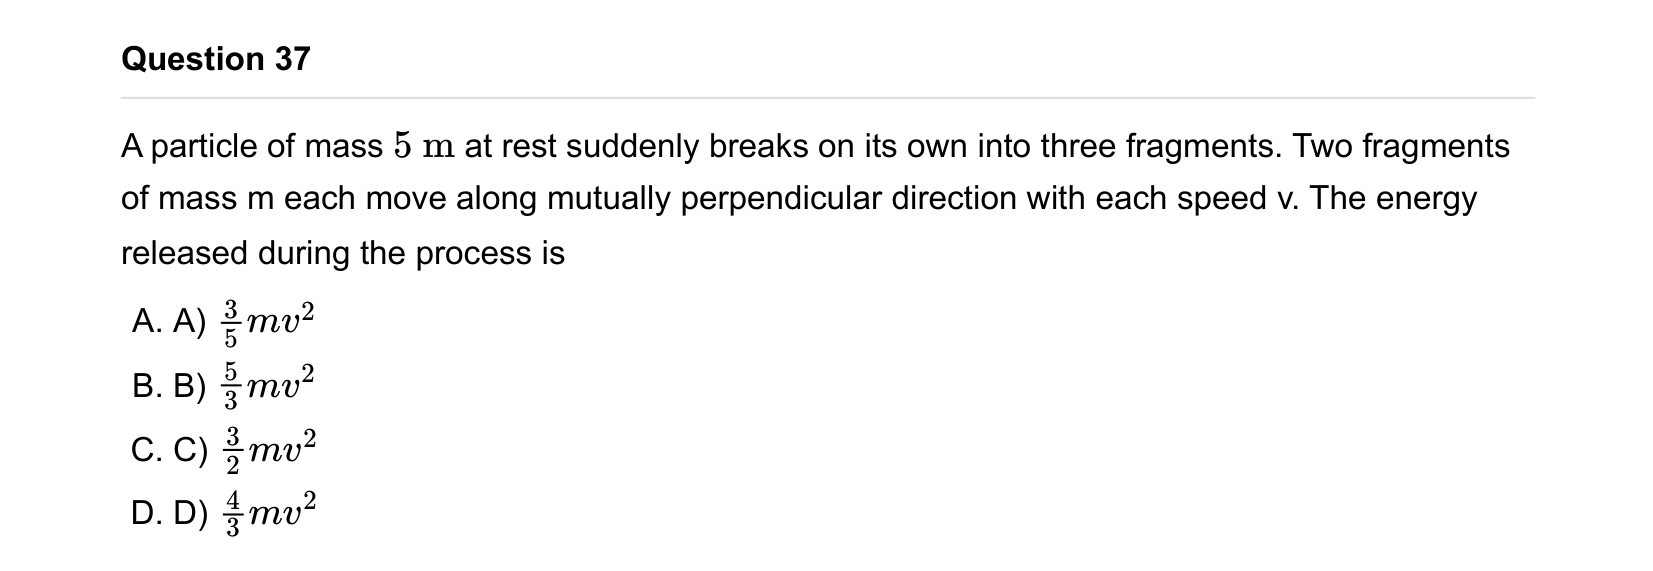 Question 37
A particle of mass 5 m at rest suddenly breaks on its own into three fragments. Two fragments
of mass m each move along mutually perpendicular direction with each speed v. The energy
released during the process is
A. A) $\frac{3}{5}mv^2$
B. B) $\frac{5}{3}mv^2$
C. C) $\frac{3}{2}mv^2$
D. D) $\frac{4}{3}mv^2$